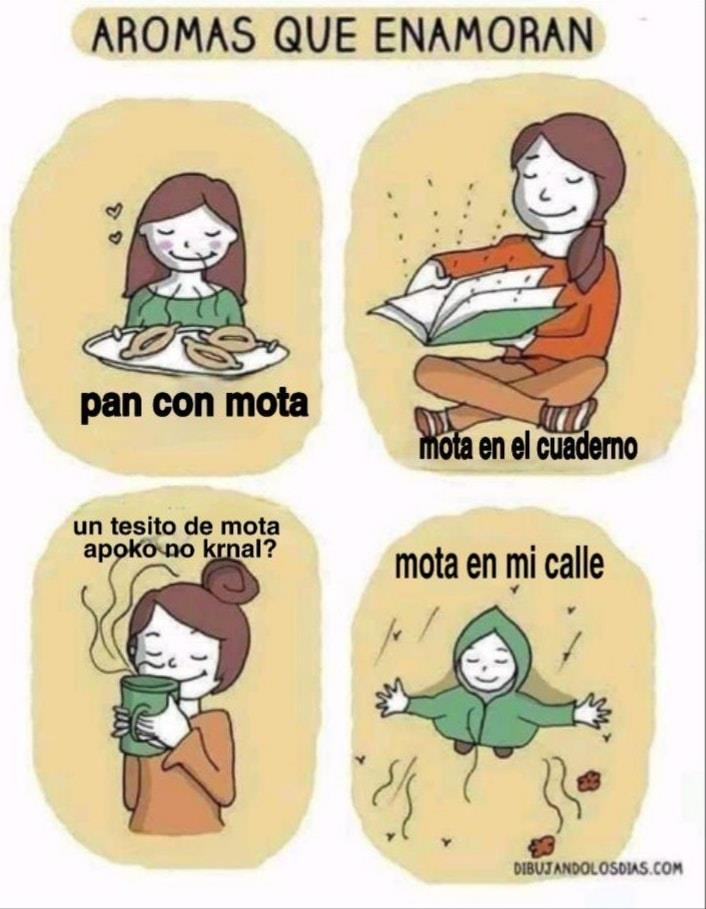 AROMAS QUE ENAMORAN
pan con mota
mota en el cuaderno
un tesito de mota
apoko no krnal?
mota en mi calle
DIBUJANDOLOSDIAS.COM